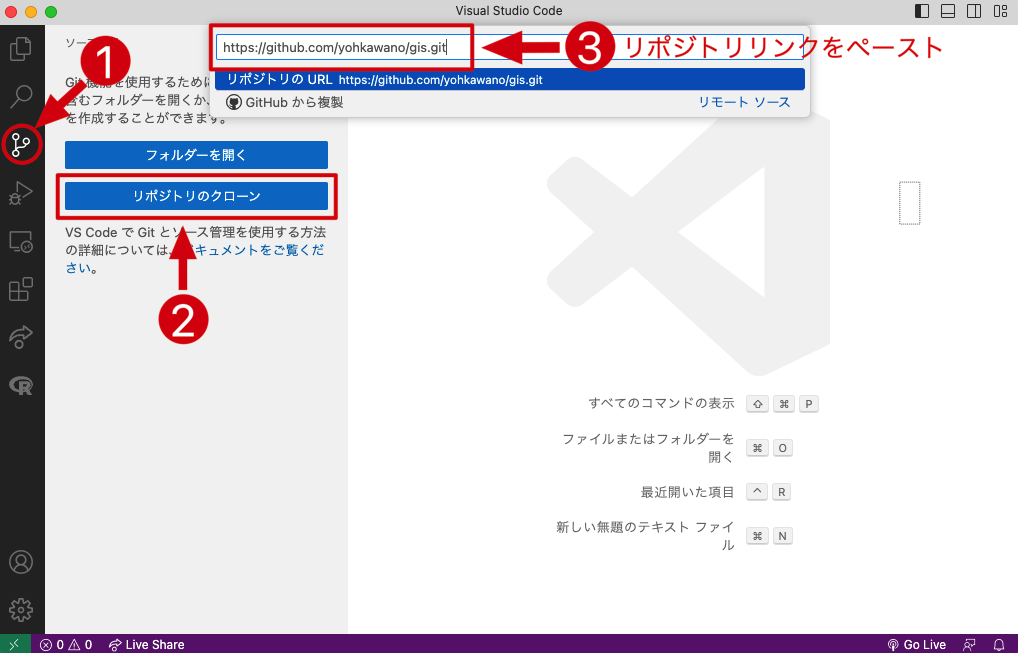 Visual Studio Code
https://github.com/yohkawano/gis.git
3 リポジトリリンクをペースト
リポジトリの URL https://github.com/yohkawano/gis.git
GitHub から複製
リモート ソース
1
ソース
Git 機能を使用するために
含むフォルダーを開くか、
を作成することができます。
フォルダーを開く
リポジトリのクローン
VS Code で Git とソース管理を使用する方法
の詳細については、ドキュメントをご覧くだ
さい。
2
すべてのコマンドの表示 ⇧ ⌘ P
ファイルまたはフォルダーを
開く ⌘ O
最近開いた項目 ^ R
新しい無題のテキスト ファイ
ル ⌘ N
R
0 0 Live Share
Go Live